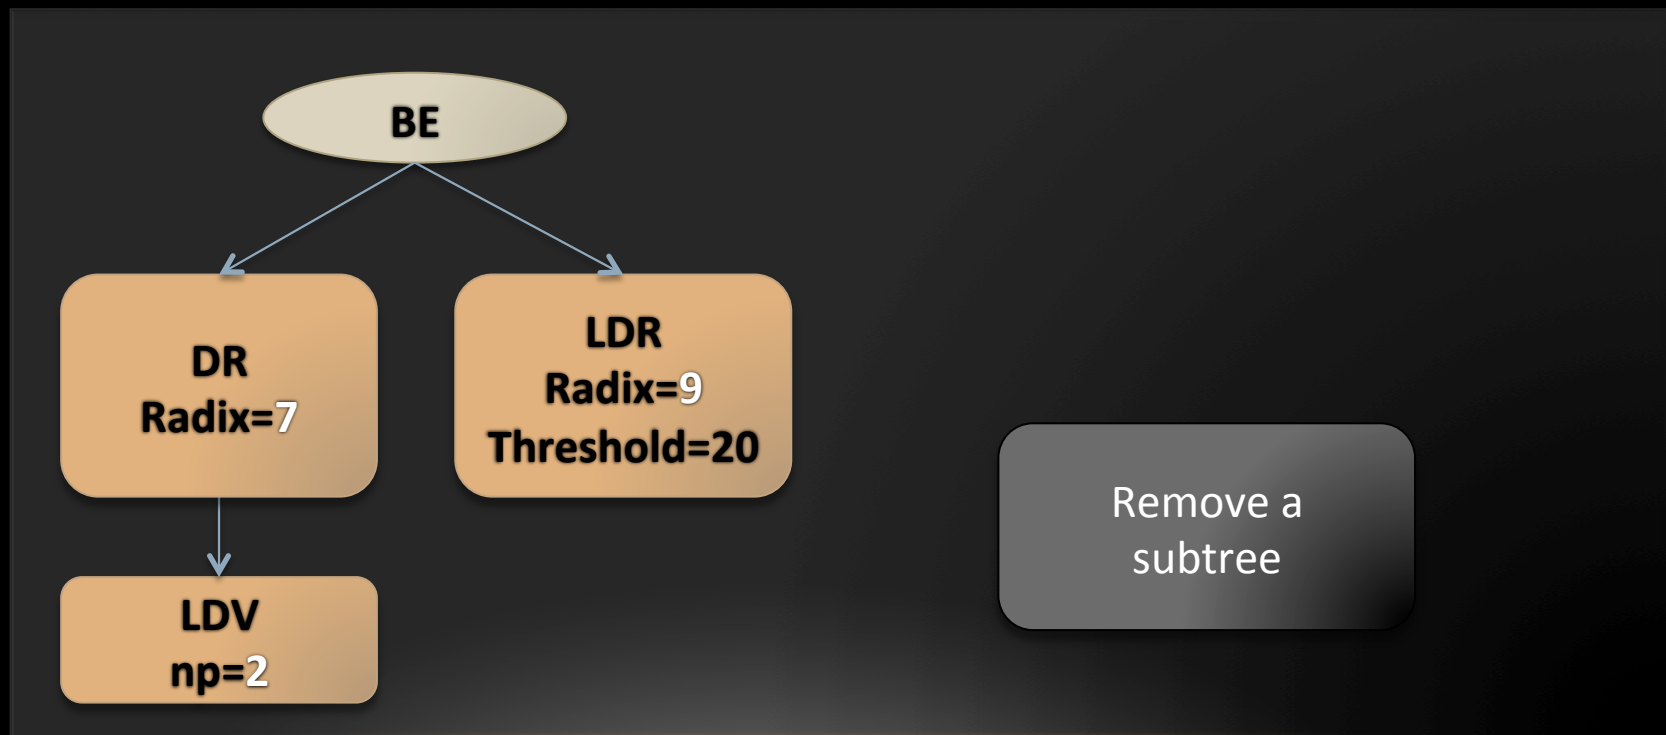 BE
DR
Radix=7
LDR
Radix=9
Threshold=20
LDV
np=2
Remove a
subtree